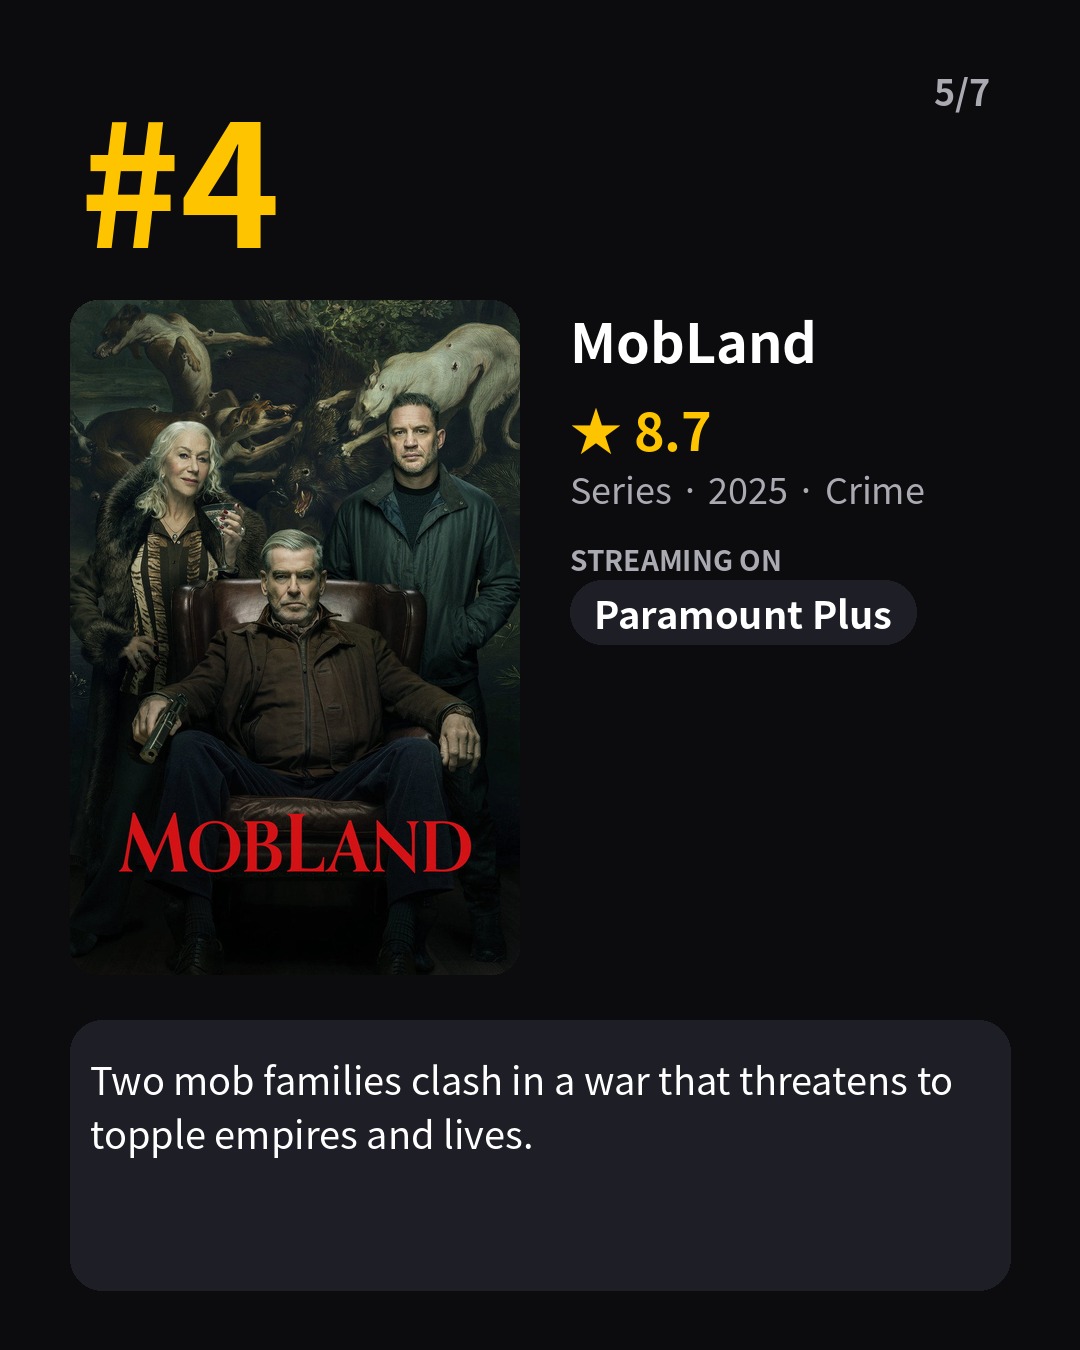 5/7
#4
MobLand
★ 8.7
Series · 2025 · Crime
STREAMING ON
Paramount Plus
MOBLAND
Two mob families clash in a war that threatens to
topple empires and lives.